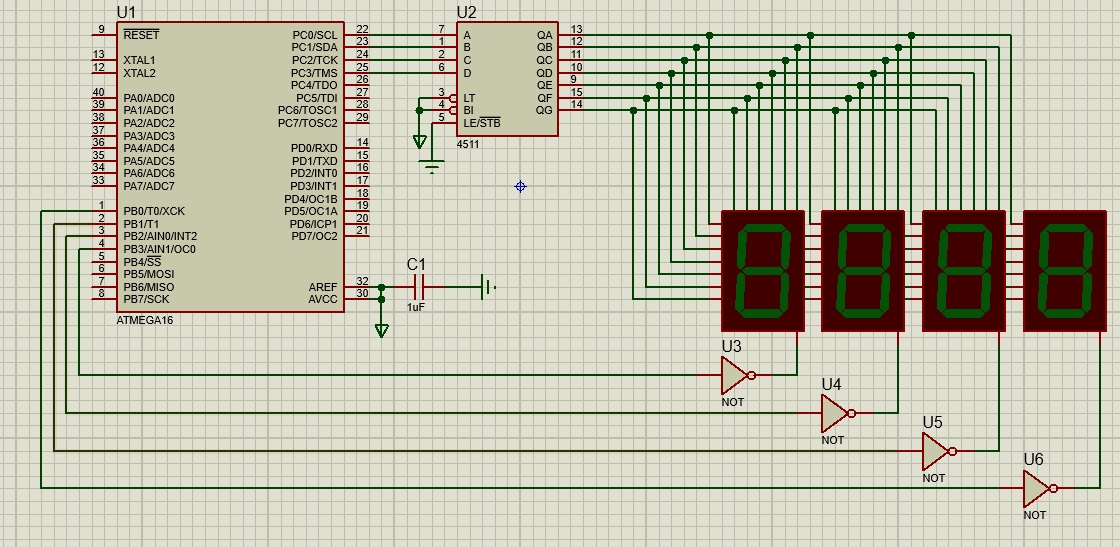 U1
9 RESET
13 XTAL1
12 XTAL2
40 PA0/ADC0
39 PA1/ADC1
38 PA2/ADC2
37 PA3/ADC3
36 PA4/ADC4
35 PA5/ADC5
34 PA6/ADC6
33 PA7/ADC7
1 PB0/T0/XCK
2 PB1/T1
3 PB2/AIN0/INT2
4 PB3/AIN1/OC0
5 PB4/SS
6 PB5/MOSI
7 PB6/MISO
8 PB7/SCK
PC0/SCL 22
PC1/SDA 23
PC2/TCK 24
PC3/TMS 25
PC4/TDO 26
PC5/TDI 27
PC6/TOSC1 28
PC7/TOSC2 29
PD0/RXD 14
PD1/TXD 15
PD2/INT0 16
PD3/INT1 17
PD4/OC1B 18
PD5/OC1A 19
PD6/ICP1 20
PD7/OC2 21
AREF 32
AVCC 30
ATMEGA16
U2
7 A
1 B
2 C
6 D
3 LT
4 BI
5 LE/STB
QA 13
QB 12
QC 11
QD 10
QE 9
QF 15
QG 14
4511
C1
1uF
U3
NOT
U4
NOT
U5
NOT
U6
NOT